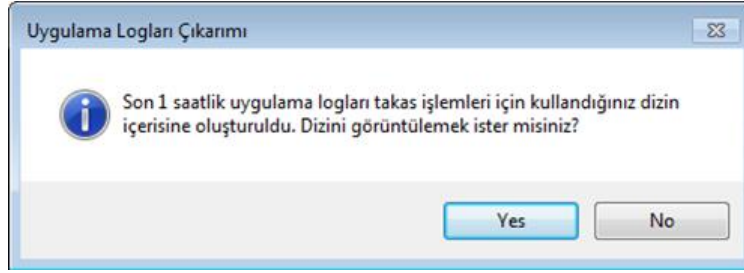 Uygulama Logları Çıkarımı
Son 1 saatlik uygulama logları takas işlemleri için kullandığınız dizin
içerisine oluşturuldu. Dizini görüntülemek ister misiniz?
Yes
No